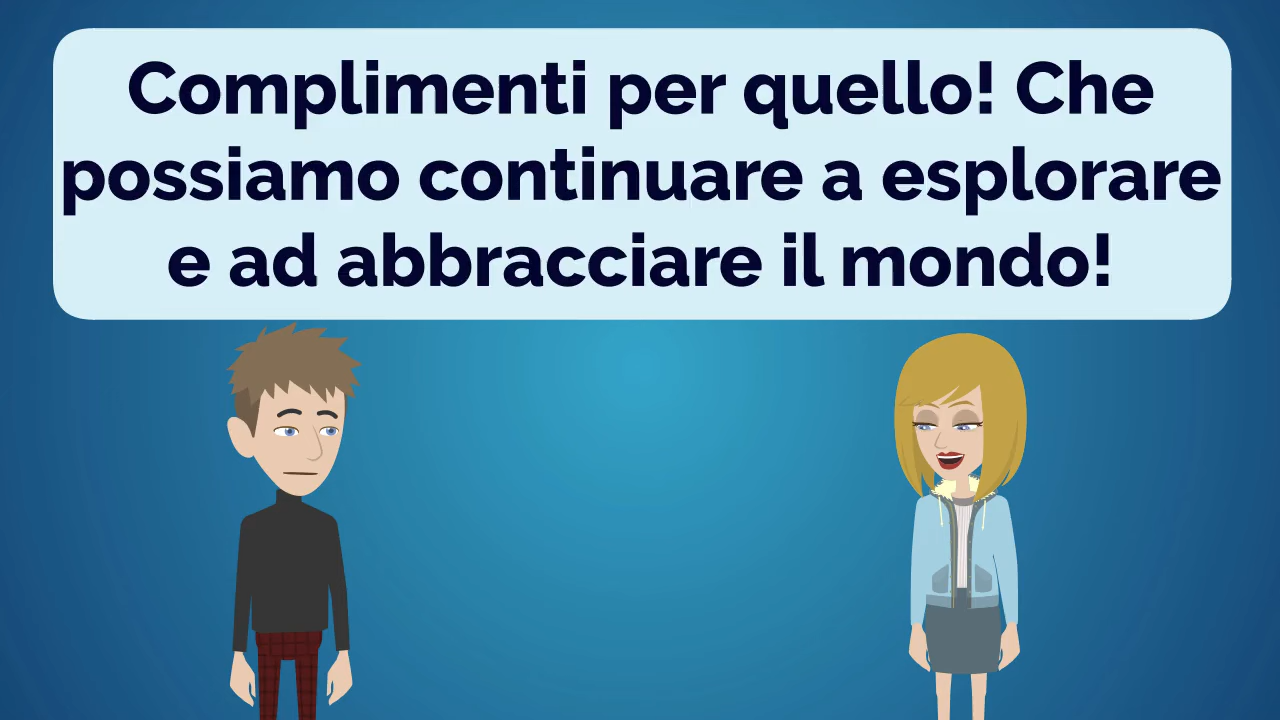 Complimenti per quello! Che
possiamo continuare a esplorare
e ad abbracciare il mondo!